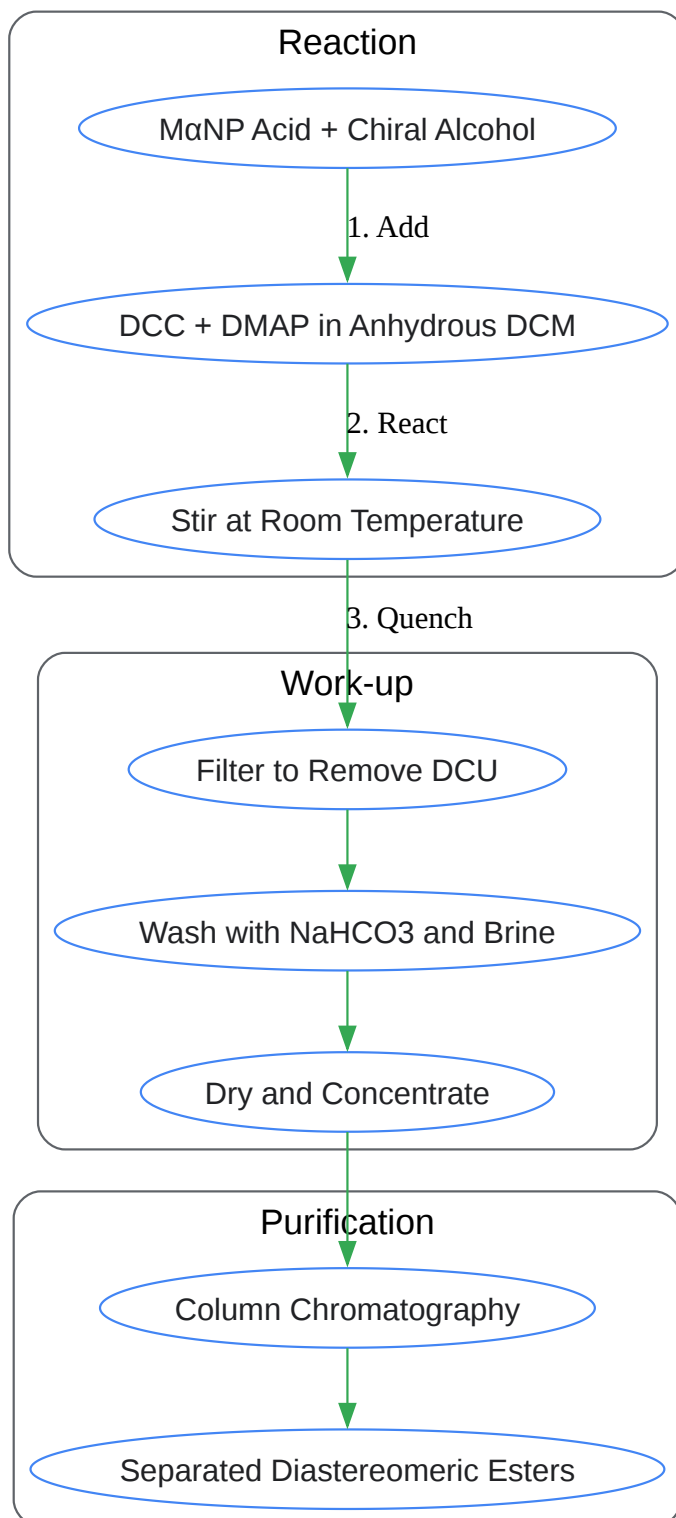 Reaction
MαNP Acid + Chiral Alcohol
1. Add
DCC + DMAP in Anhydrous DCM
2. React
Stir at Room Temperature
3. Quench
Work-up
Filter to Remove DCU
Wash with NaHCO3 and Brine
Dry and Concentrate
Purification
Column Chromatography
Separated Diastereomeric Esters